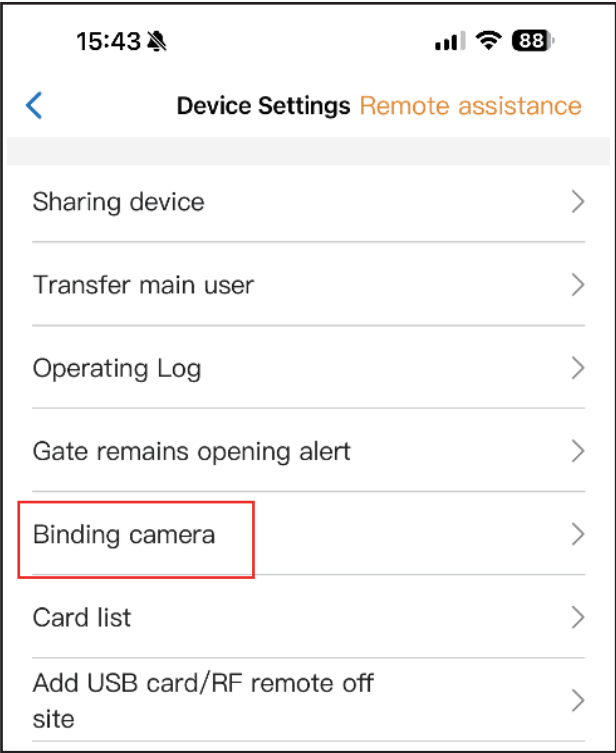 15:43
88
Device Settings Remote assistance
Sharing device
Transfer main user
Operating Log
Gate remains opening alert
Binding camera
Card list
Add USB card/RF remote off
site